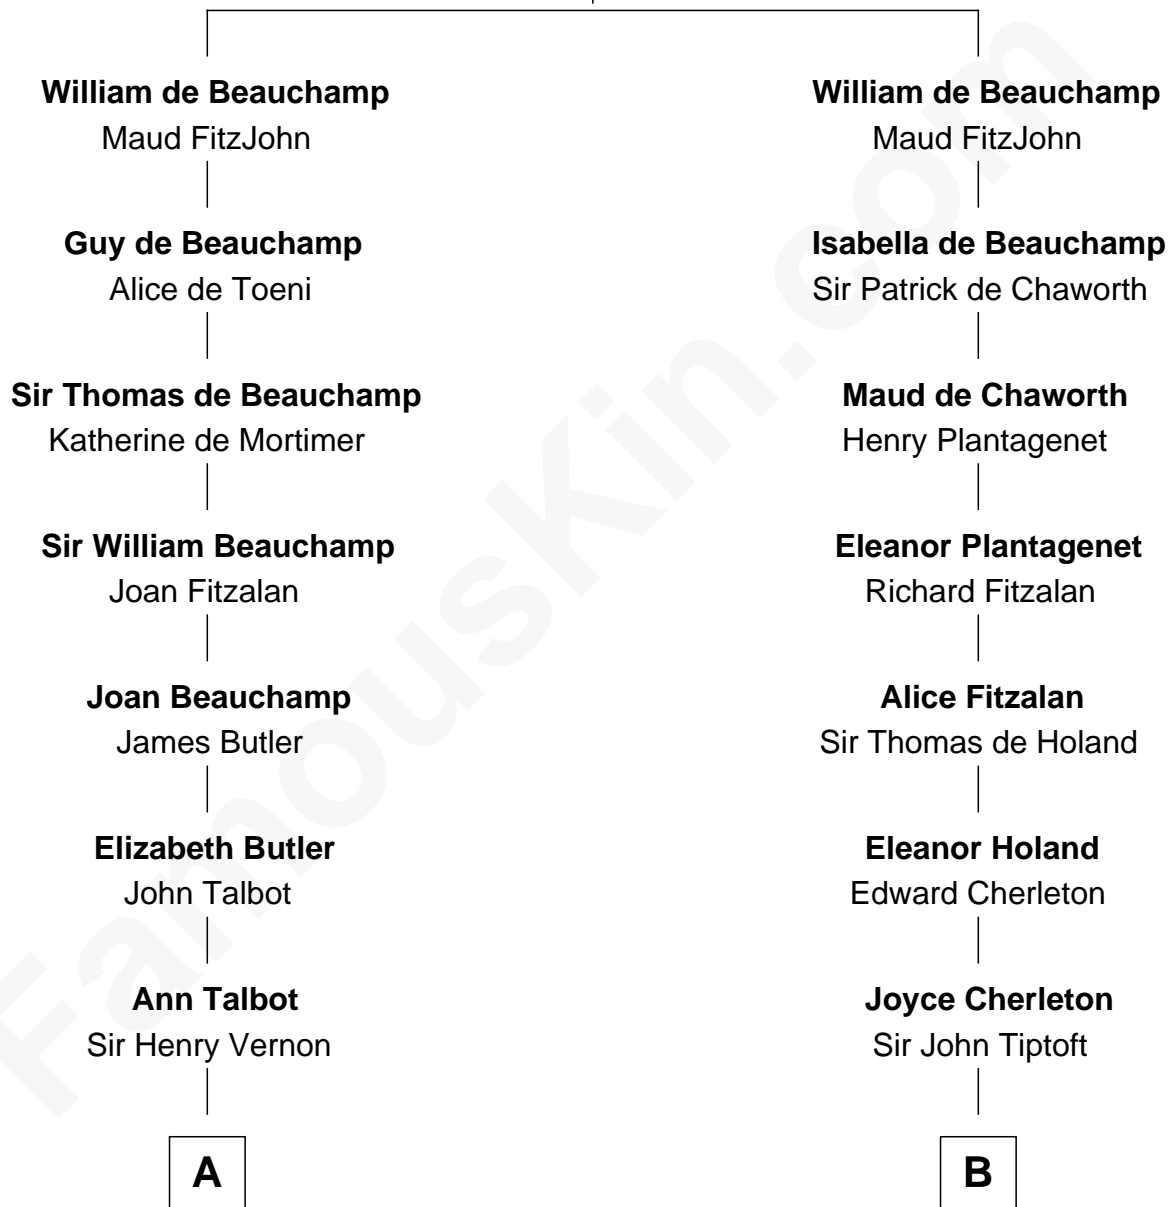 William de Beauchamp
Maud FitzJohn
Guy de Beauchamp
Alice de Toeni
Sir Thomas de Beauchamp
Katherine de Mortimer
Sir William Beauchamp
Joan Fitzalan
Joan Beauchamp
James Butler
Elizabeth Butler
John Talbot
Ann Talbot
Sir Henry Vernon
A
William de Beauchamp
Maud FitzJohn
Isabella de Beauchamp
Sir Patrick de Chaworth
Maud de Chaworth
Henry Plantagenet
Eleanor Plantagenet
Richard Fitzalan
Alice Fitzalan
Sir Thomas de Holand
Eleanor Holand
Edward Cherleton
Joyce Cherleton
Sir John Tiptoft
B
FamousKin.com